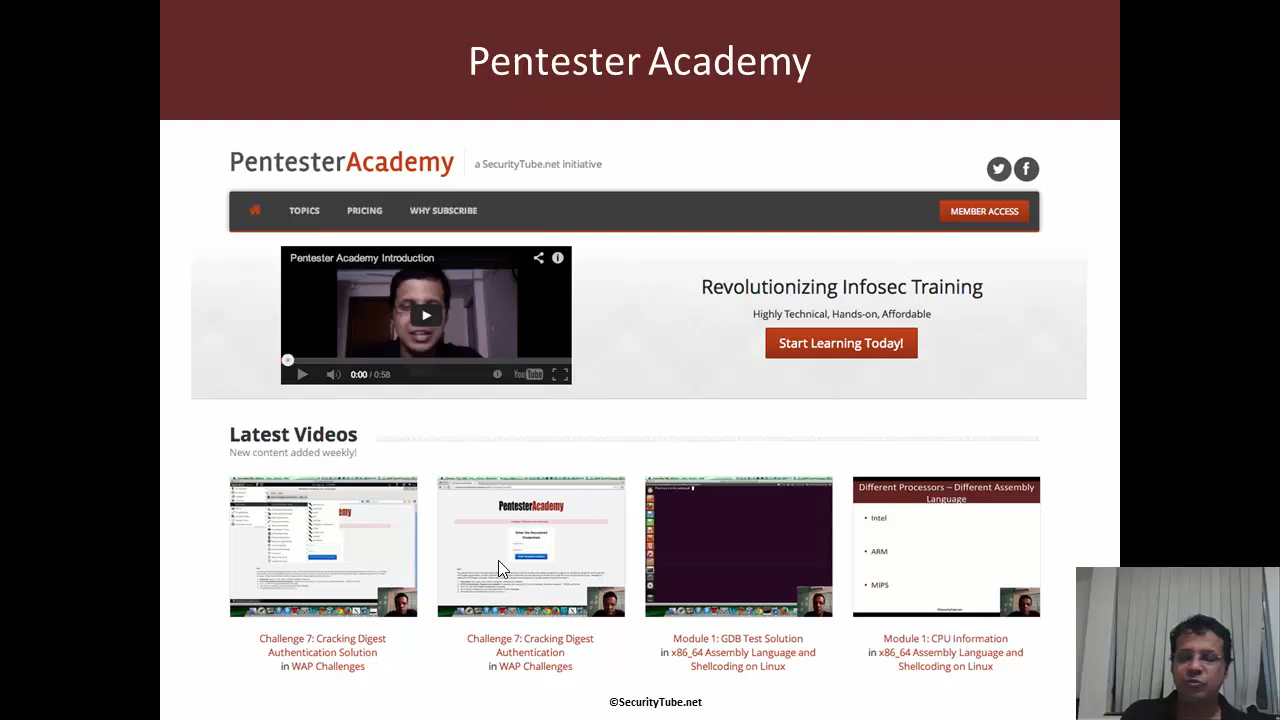 Pentester Academy
PentesterAcademy
a SecurityTube.net initiative
TOPICS
PRICING
WHY SUBSCRIBE
MEMBER ACCESS
Pentester Academy Introduction
0:00 / 0:58
YouTube
Revolutionizing Infosec Training
Highly Technical, Hands-on, Affordable
Start Learning Today!
Latest Videos
New content added weekly!
PentesterAcademy
Different Processors – Different Assembly
Language
• Intel
• ARM
• MIPS
Challenge 7: Cracking Digest
Authentication Solution
in WAP Challenges
Challenge 7: Cracking Digest
Authentication
in WAP Challenges
Module 1: GDB Test Solution
in x86_64 Assembly Language and
Shellcoding on Linux
Module 1: CPU Information
in x86_64 Assembly Language and
Shellcoding on Linux
©SecurityTube.net